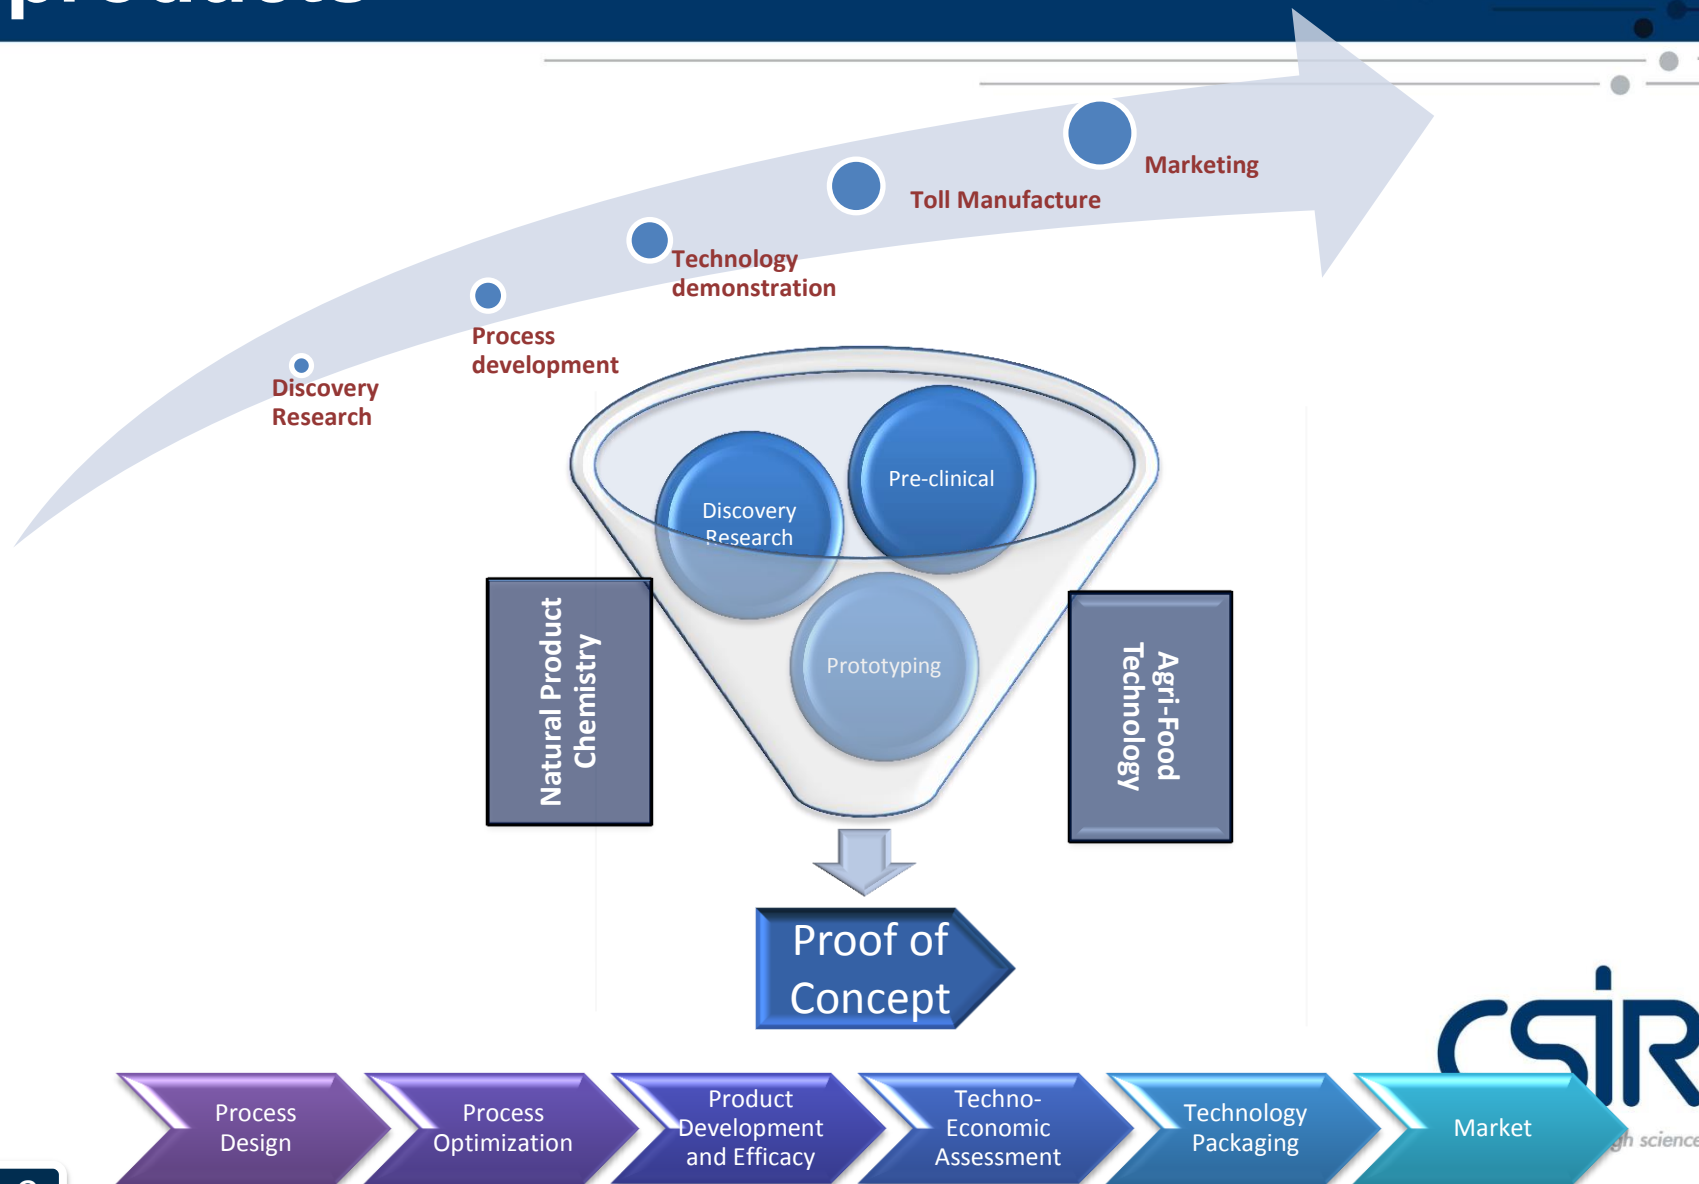 products
Marketing
Toll Manufacture
Technology
demonstration
Process
development
Discovery
Research
Pre-clinical
Discovery
Research
Prototyping
Natural Product
Chemistry
Agri-Food
Technology
Proof of
Concept
CSIR
science
Process
Design
Process
Optimization
Product
Development
and Efficacy
Techno-
Economic
Assessment
Technology
Packaging
Market